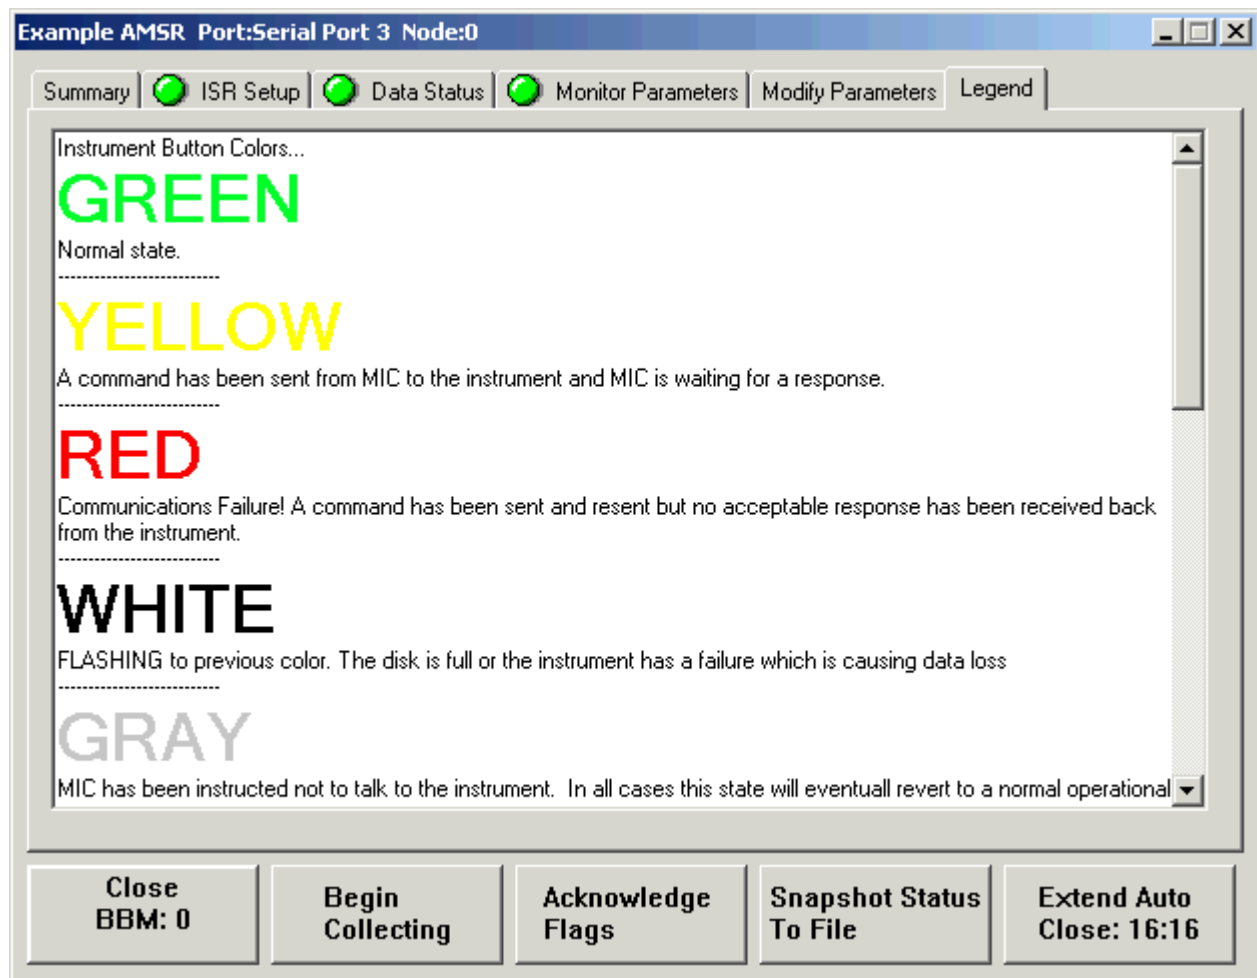 Example AMSR  Port:Serial Port 3  Node:0
Summary
ISR Setup
Data Status
Monitor Parameters
Modify Parameters
Legend
Instrument Button Colors...
GREEN
Normal state.
---------------------------
YELLOW
A command has been sent from MIC to the instrument and MIC is waiting for a response.
---------------------------
RED
Communications Failure! A command has been sent and resent but no acceptable response has been received back
from the instrument.
---------------------------
WHITE
FLASHING to previous color. The disk is full or the instrument has a failure which is causing data loss
---------------------------
GRAY
MIC has been instructed not to talk to the instrument.  In all cases this state will eventuall revert to a normal operational
Close
BBM: 0
Begin
Collecting
Acknowledge
Flags
Snapshot Status
To File
Extend Auto
Close: 16:16